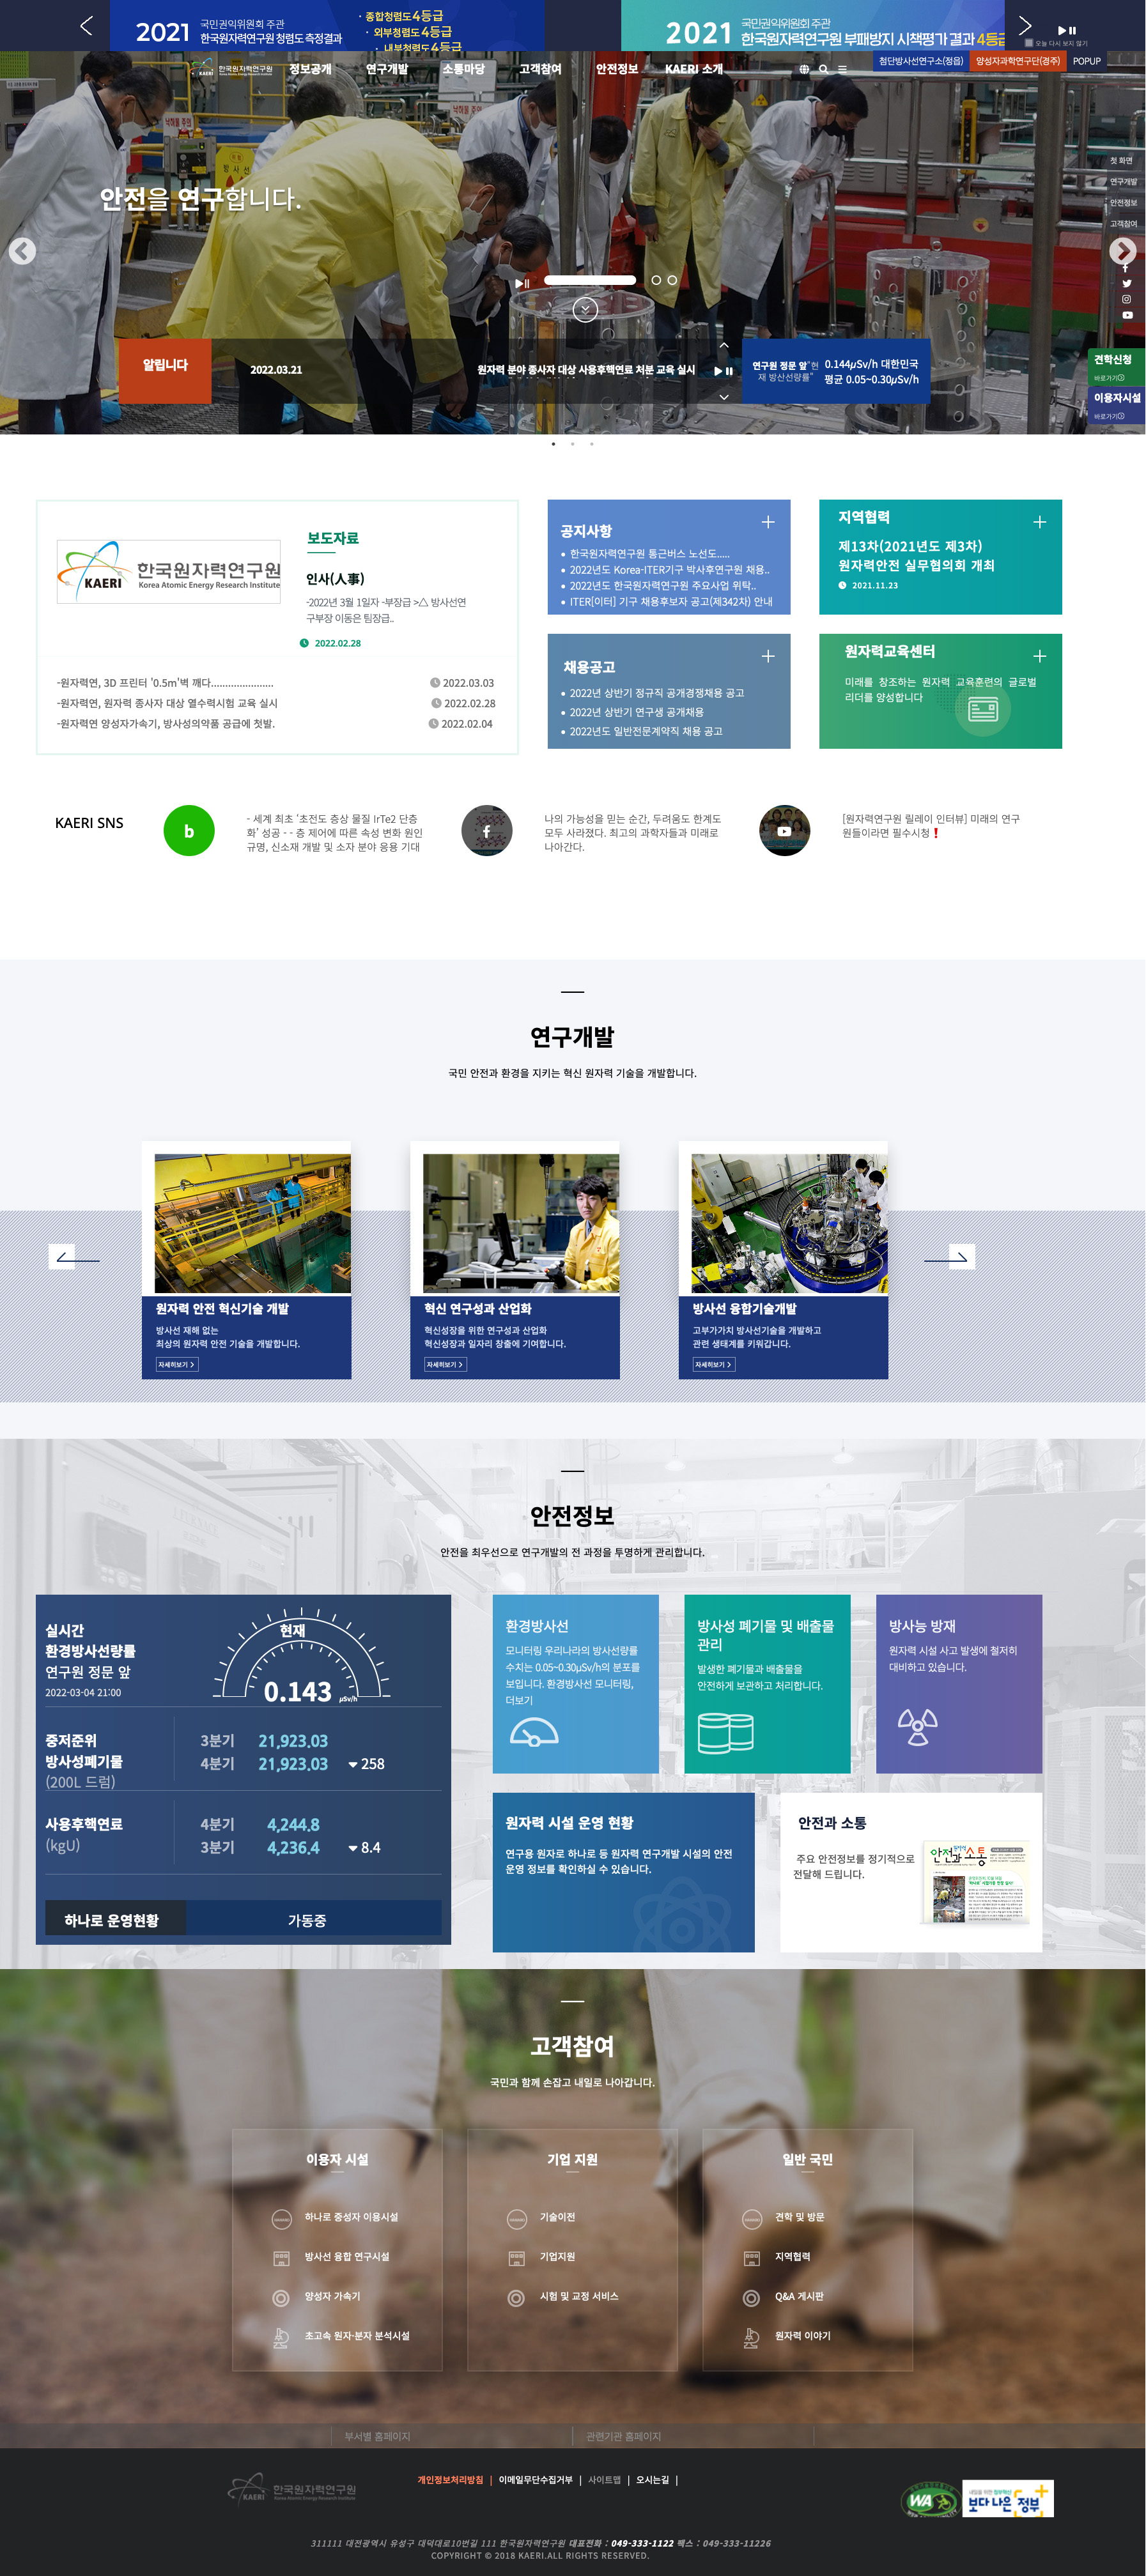 2021
국민권익위원회 주관
한국원자력연구원 청렴도 측정결과
· 종합청렴도4등급
· 외부청렴도4등급
· 내부청렴도4등급
2021
국민권익위원회 주관
한국원자력연구원 부패방지 시책평가 결과 4등급
오늘 다시 보지 않기
KAERI 한국원자력연구원
정보공개
연구개발
소통마당
고객참여
안전정보
KAERI 소개
첨단방사선연구소(정읍)
양성자과학연구단(경주)
POPUP
첫 화면
연구개발
안전정보
고객참여
안전을 연구합니다.
알립니다
2022.03.21
원자력 분야 종사자 대상 사용후핵연료 처분 교육 실시
연구원 정문 앞"현
재 방산선량률"
0.144μSv/h 대한민국
평균 0.05~0.30μSv/h
견학신청
바로가기
이용자시설
바로가기
KAERI 한국원자력연구원
Korea Atomic Energy Research Institute
보도자료
인사(人事)
-2022년 3월 1일자 -부장급 >△ 방사선연
구부장 이동은 팀장급..
2022.02.28
-원자력연, 3D 프린터 '0.5m'벽 깨다......................
2022.03.03
-원자력연, 원자력 종사자 대상 열수력시험 교육 실시
2022.02.28
-원자력연 양성자가속기, 방사성의약품 공급에 첫발.
2022.02.04
공지사항
한국원자력연구원 통근버스 노선도.....
2022년도 Korea-ITER기구 박사후연구원 채용..
2022년도 한국원자력연구원 주요사업 위탁..
ITER[이터] 기구 채용후보자 공고(제342차) 안내
지역협력
제13차(2021년도 제3차)
원자력안전 실무협의회 개최
2021.11.23
채용공고
2022년 상반기 정규직 공개경쟁채용 공고
2022년 상반기 연구생 공개채용
2022년도 일반전문계약직 채용 공고
원자력교육센터
미래를 창조하는 원자력 교육훈련의 글로벌
리더를 양성합니다
KAERI SNS
b
- 세계 최초 ‘초전도 층상 물질 IrTe2 단층
화’ 성공 - - 층 제어에 따른 속성 변화 원인
규명, 신소재 개발 및 소자 분야 응용 기대
나의 가능성을 믿는 순간, 두려움도 한계도
모두 사라졌다. 최고의 과학자들과 미래로
나아간다.
[원자력연구원 릴레이 인터뷰] 미래의 연구
원들이라면 필수시청❗
연구개발
국민 안전과 환경을 지키는 혁신 원자력 기술을 개발합니다.
원자력 안전 혁신기술 개발
방사선 재해 없는
최상의 원자력 안전 기술을 개발합니다.
자세히보기
혁신 연구성과 산업화
혁신성장을 위한 연구성과 산업화
혁신성장과 일자리 창출에 기여합니다.
자세히보기
방사선 융합기술개발
고부가가치 방사선기술을 개발하고
관련 생태계를 키워갑니다.
자세히보기
안전정보
안전을 최우선으로 연구개발의 전 과정을 투명하게 관리합니다.
실시간
환경방사선량률
연구원 정문 앞
2022-03-04 21:00
현재
0.143 μSv/h
중저준위
방사성폐기물
(200L 드럼)
3분기 21,923.03
4분기 21,923.03 258
사용후핵연료
(kgU)
4분기 4,244.8
3분기 4,236.4 8.4
하나로 운영현황
가동중
환경방사선
모니터링 우리나라의 방사선량률
수치는 0.05~0.30μSv/h의 분포를
보입니다. 환경방사선 모니터링,
더보기
방사성 폐기물 및 배출물
관리
발생한 폐기물과 배출물을
안전하게 보관하고 처리합니다.
방사능 방재
원자력 시설 사고 발생에 철저히
대비하고 있습니다.
원자력 시설 운영 현황
연구용 원자로 하나로 등 원자력 연구개발 시설의 안전
운영 정보를 확인하실 수 있습니다.
안전과 소통
주요 안전정보를 정기적으로
전달해 드립니다.
안전과 소통
고객참여
국민과 함께 손잡고 내일로 나아갑니다.
이용자 시설
하나로 중성자 이용시설
방사선 융합 연구시설
양성자 가속기
초고속 원자-분자 분석시설
기업 지원
기술이전
기업지원
시험 및 교정 서비스
일반 국민
견학 및 방문
지역협력
Q&A 게시판
원자력 이야기
부서별 홈페이지
관련기관 홈페이지
KAERI 한국원자력연구원
Korea Atomic Energy Research Institute
개인정보처리방침 | 이메일무단수집거부 | 사이트맵 | 오시는길 |
WA
보다나은 정부
311111 대전광역시 유성구 대덕대로10번길 111 한국원자력연구원 대표전화 : 049-333-1122 팩스 : 049-333-11226
COPYRIGHT © 2018 KAERI.ALL RIGHTS RESERVED.